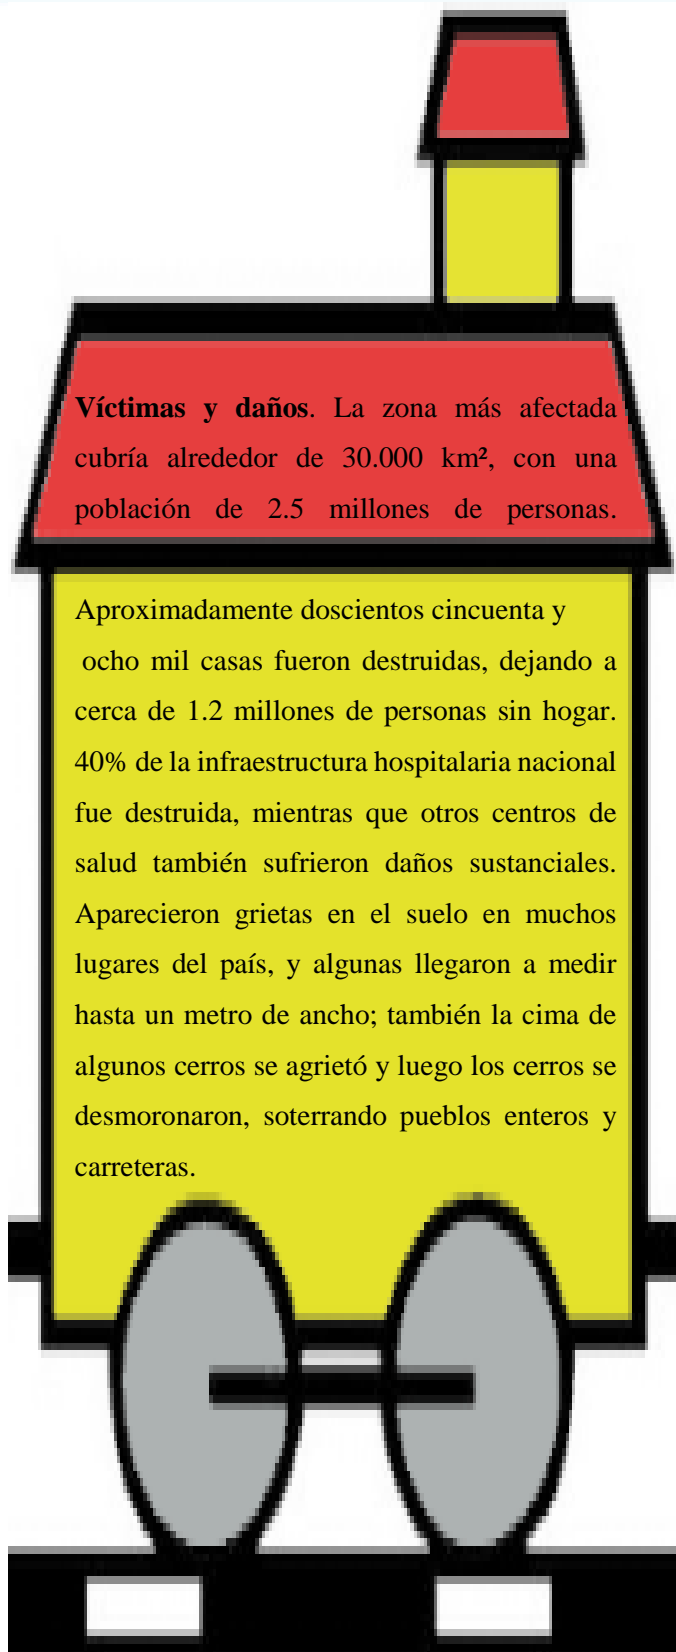 Víctimas y daños. La zona más afectada
cubría alrededor de 30.000 km², con una
población de 2.5 millones de personas.
Aproximadamente doscientos cincuenta y
ocho mil casas fueron destruidas, dejando a
cerca de 1.2 millones de personas sin hogar.
40% de la infraestructura hospitalaria nacional
fue destruida, mientras que otros centros de
salud también sufrieron daños sustanciales.
Aparecieron grietas en el suelo en muchos
lugares del país, y algunas llegaron a medir
hasta un metro de ancho; también la cima de
algunos cerros se agrietó y luego los cerros se
desmoronaron, soterrando pueblos enteros y
carreteras.